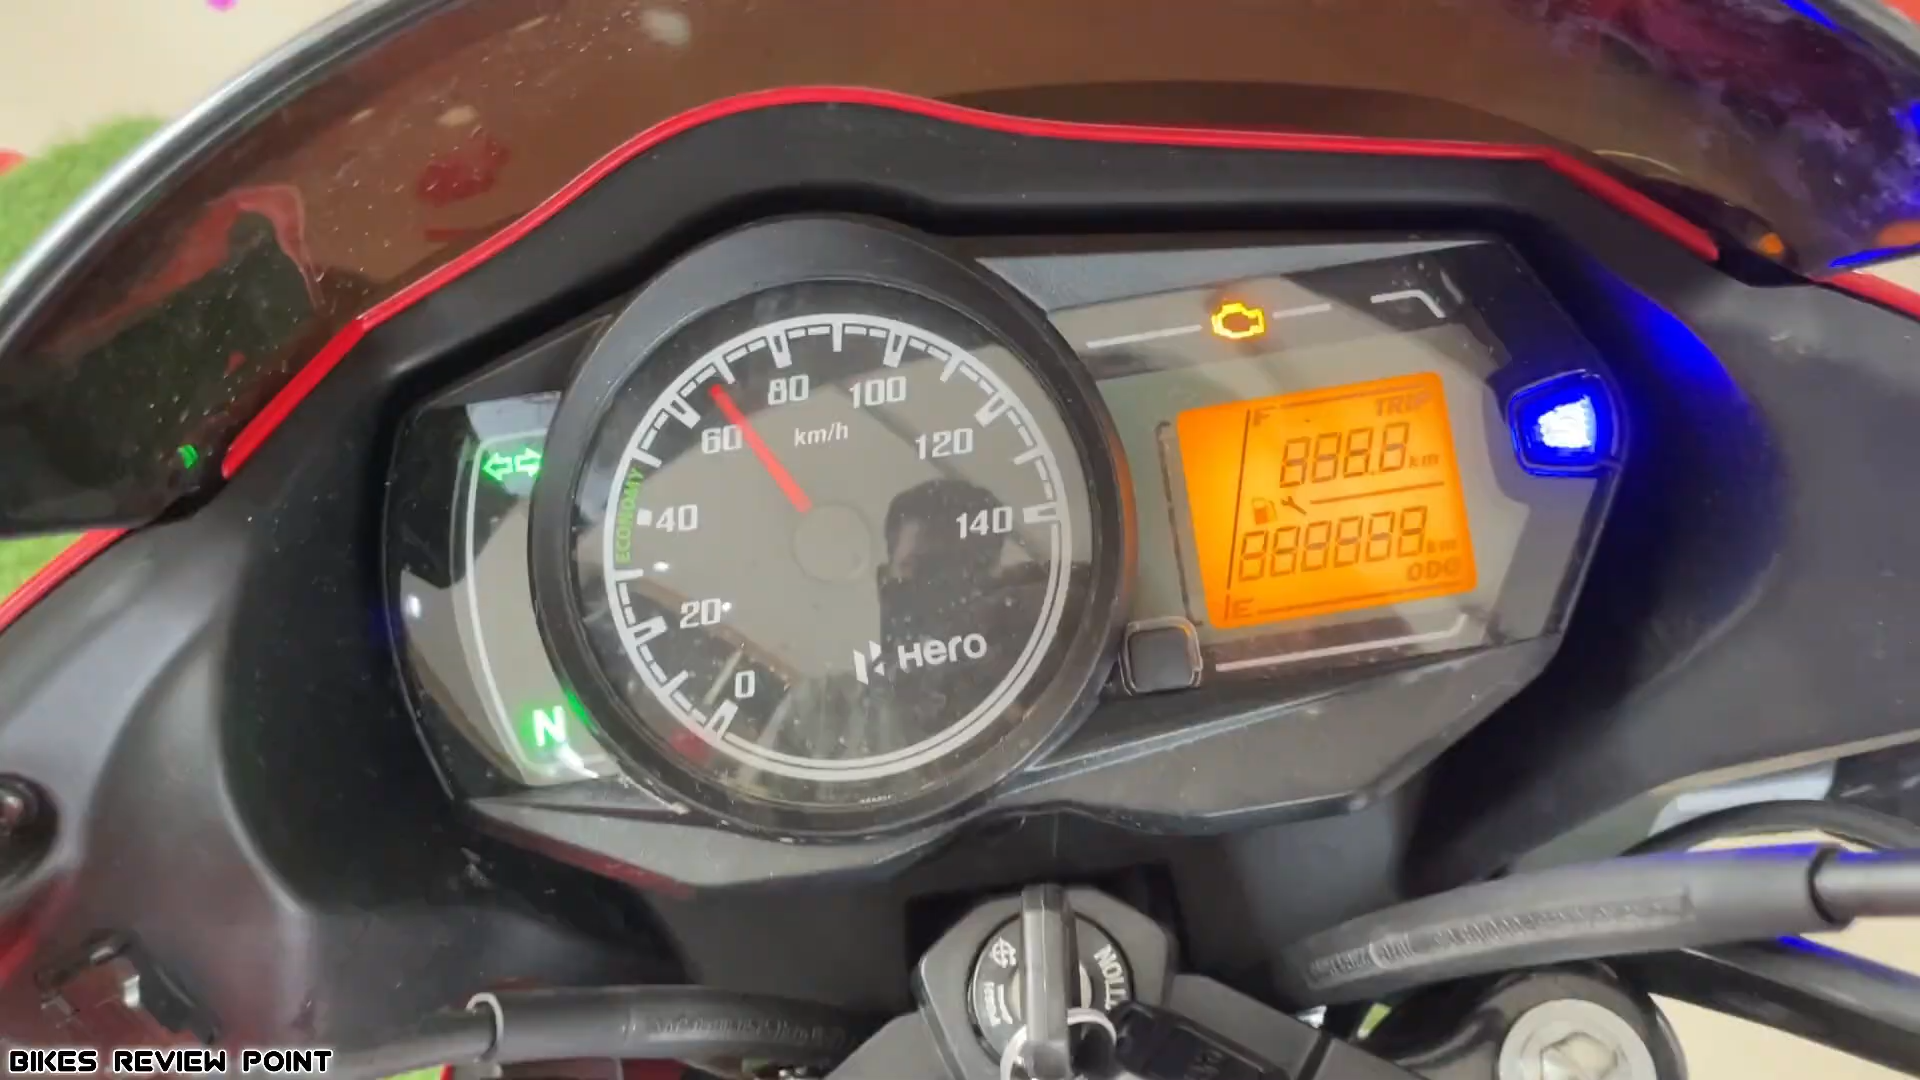 80
100
60
km/h
120
ECONOMY
40
140
20
0
Hero
N
F
TRIP
888.8 km
888888 km
ODO
E
BIKES REVIEW POINT